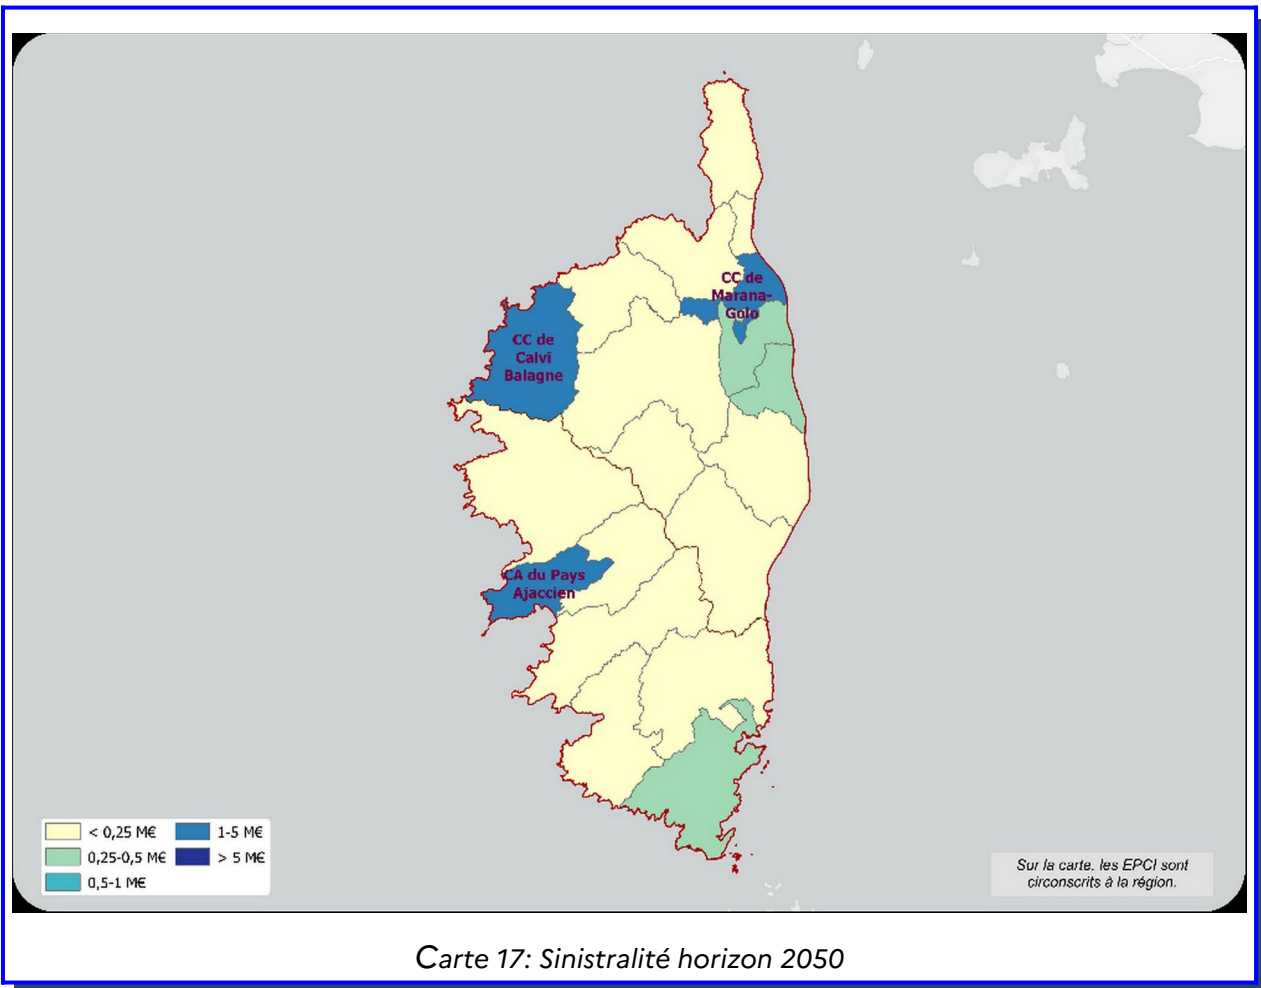 CC de
Marana-
Golo
CC de
Calvi
Balagne
CA du Pays
Ajaccien
< 0,25 M€
1-5 M€
0,25-0,5 M€
> 5 M€
0,5-1 M€
Sur la carte, les EPCI sont
circonscrits à la région.
Carte 17: Sinistralité horizon 2050